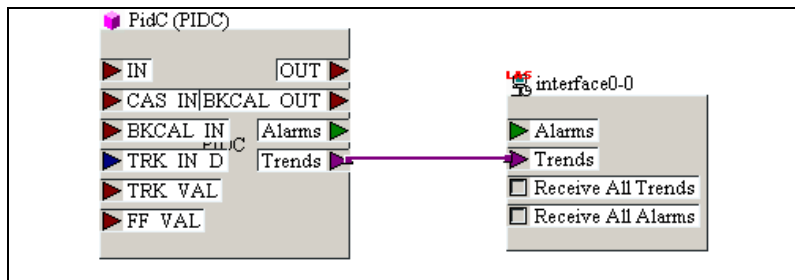 PidC (PIDC)
IN
OUT
CAS IN
BKCAL OUT
BKCAL IN
Alarms
PIDC
TRK IN D
Trends
TRK VAL
FF VAL
LAS
interface0-0
Alarms
Trends
Receive All Trends
Receive All Alarms